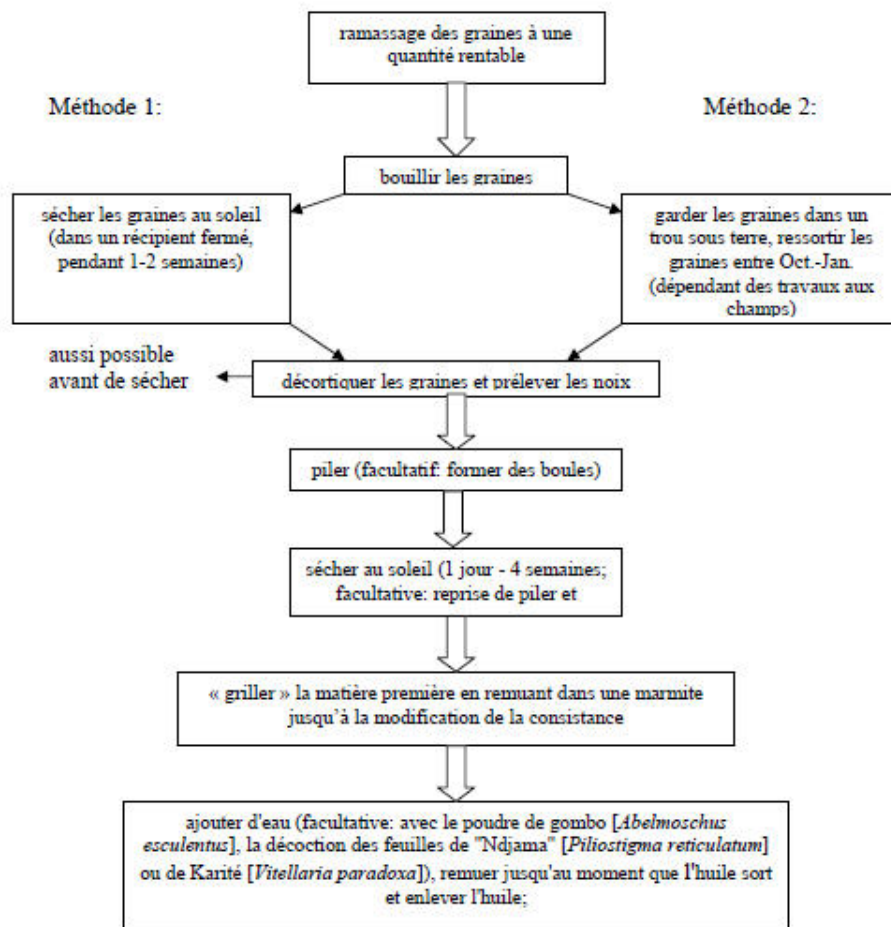 ramassage des graines à une
quantité rentable
Méthode 1:
Méthode 2:
bouillir les graines
sécher les graines au soleil
(dans un récipient fermé,
pendant 1-2 semaines)
garder les graines dans un
trou sous terre, ressortir les
graines entre Oct.-Jan.
(dépendant des travaux aux
champs)
aussi possible
avant de sécher
décortiquer les graines et prélever les noix
piler (facultatif: former des boules)
sécher au soleil (1 jour - 4 semaines;
facultative: reprise de piler et
« griller » la matière première en remuant dans une marmite
jusqu'à la modification de la consistance
ajouter d'eau (facultative: avec le poudre de gombo [Abelmoschus
esculentus], la décoction des feuilles de "Ndjama" [Piliostigma reticulatum]
ou de Karité [Vitellaria paradoxa]), remuer jusqu'au moment que l'huile sort
et enlever l'huile;